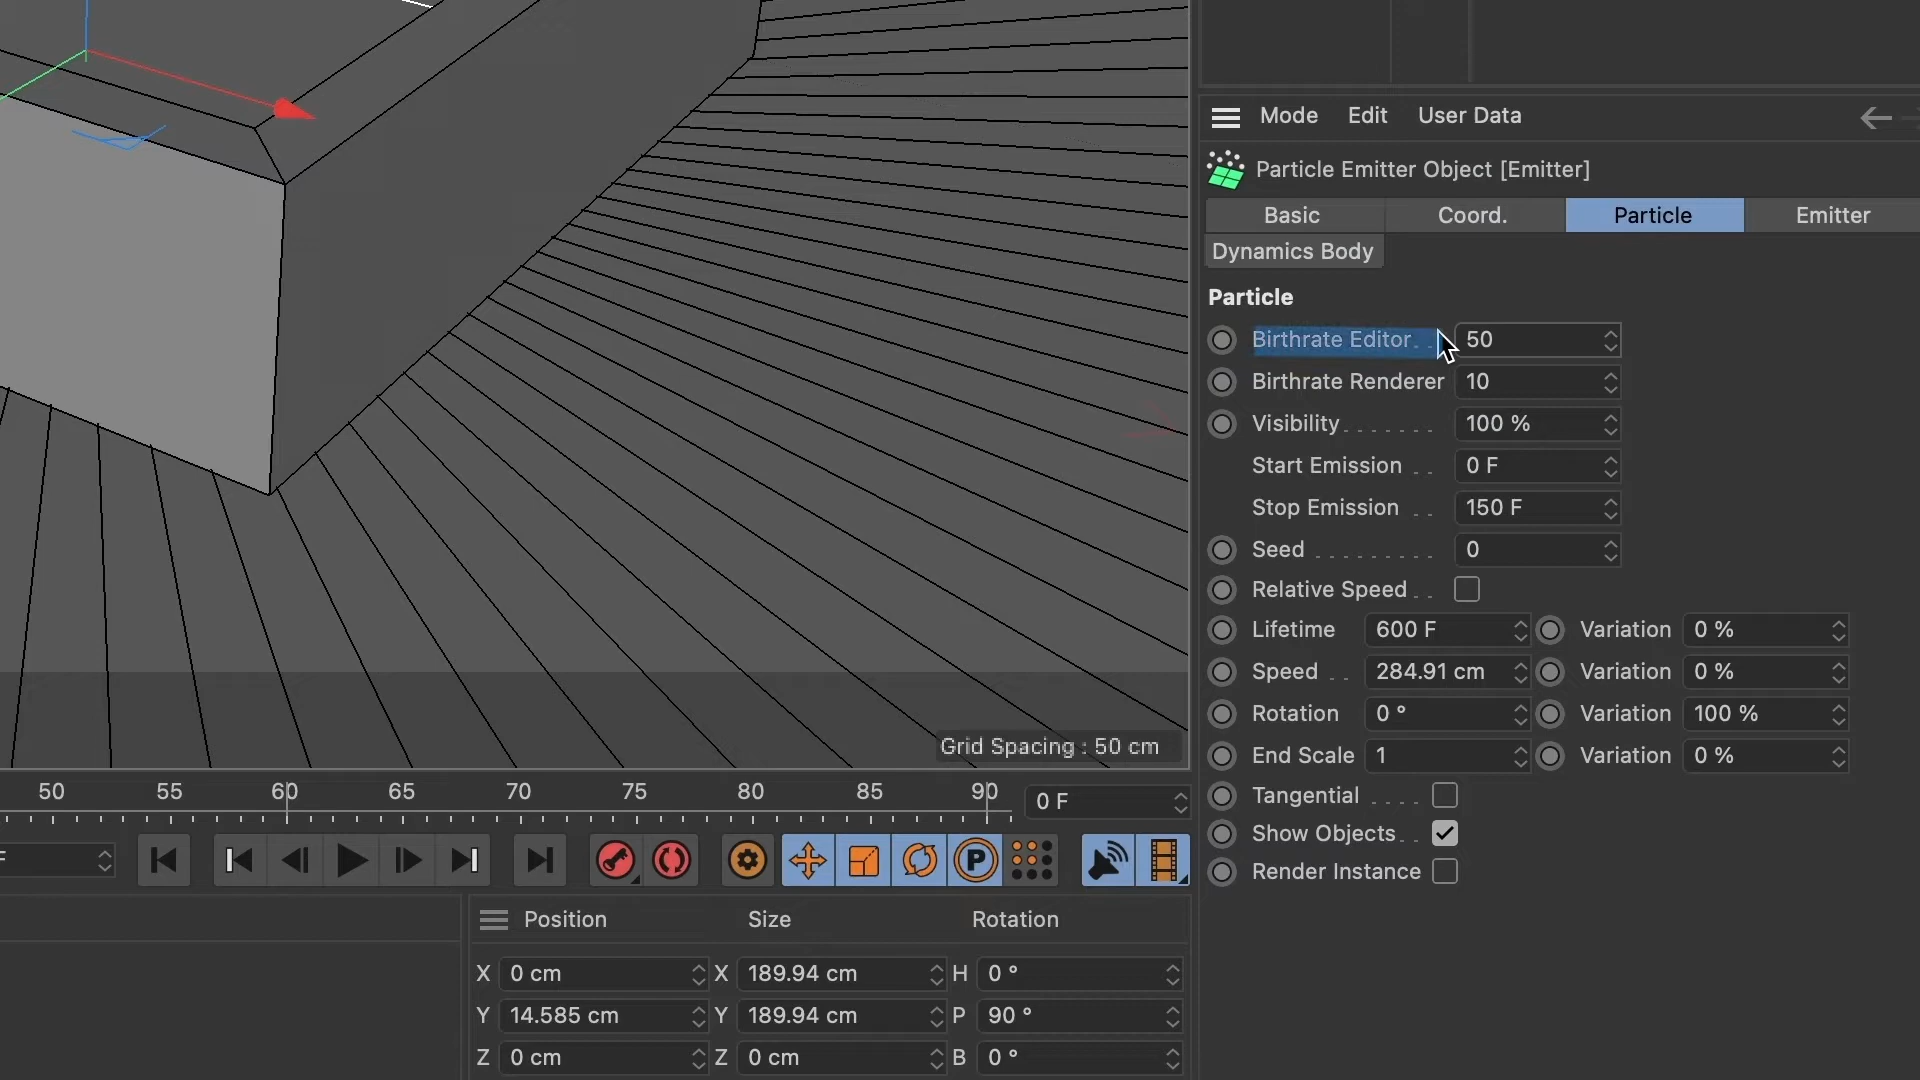 Mode Edit User Data
Particle Emitter Object [Emitter]
Basic Coord. Particle Emitter
Dynamics Body
Particle
Birthrate Editor. . 50
Birthrate Renderer 10
Visibility. . . . . . . 100 %
Start Emission . . 0 F
Stop Emission . . 150 F
Seed . . . . . . . . . 0
Relative Speed . .
Lifetime 600 F Variation 0 %
Speed . . 284.91 cm Variation 0 %
Rotation 0 ° Variation 100 %
End Scale 1 Variation 0 %
Tangential . . . .
Show Objects. .
Render Instance
Grid Spacing : 50 cm
50 55 60 65 70 75 80 85 90 0 F
F
P
Position Size Rotation
X 0 cm X 189.94 cm H 0 °
Y 14.585 cm Y 189.94 cm P 90 °
Z 0 cm Z 0 cm B 0 °